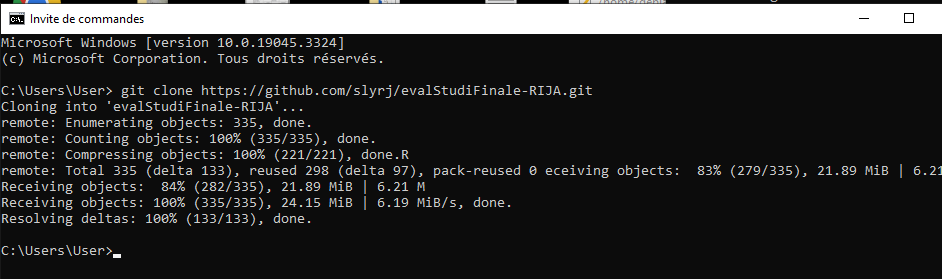 Invite de commandes
Microsoft Windows [version 10.0.19045.3324]
(c) Microsoft Corporation. Tous droits réservés.
C:\Users\User> git clone https://github.com/slyrj/evalStudiFinale-RIJA.git
Cloning into 'evalStudiFinale-RIJA'...
remote: Enumerating objects: 335, done.
remote: Counting objects: 100% (335/335), done.
remote: Compressing objects: 100% (221/221), done.R
remote: Total 335 (delta 133), reused 298 (delta 97), pack-reused 0 eceiving objects:  83% (279/335), 21.89 MiB | 6.21
Receiving objects:  84% (282/335), 21.89 MiB | 6.21 M
Receiving objects: 100% (335/335), 24.15 MiB | 6.19 MiB/s, done.
Resolving deltas: 100% (133/133), done.
C:\Users\User>